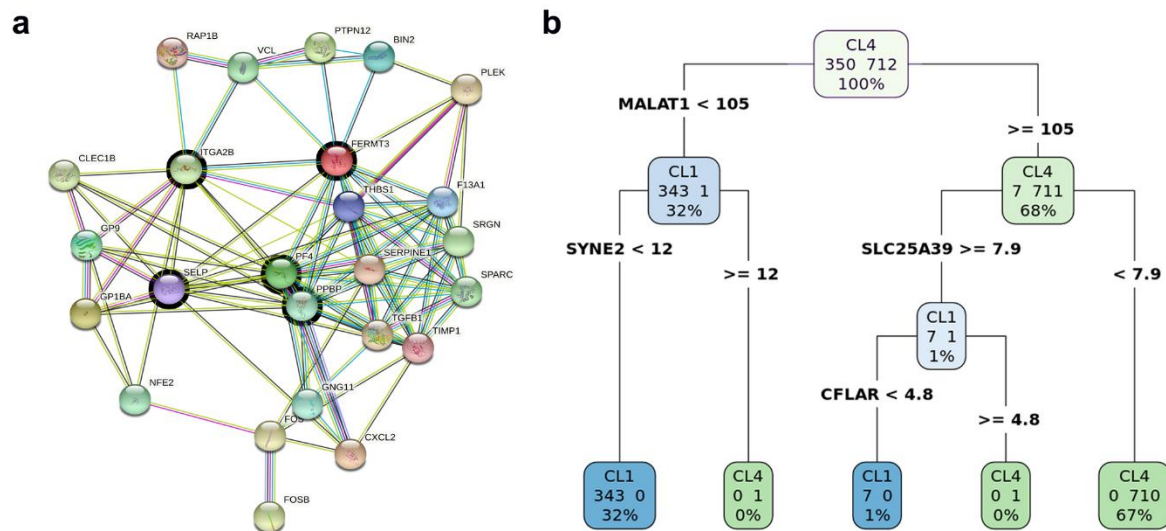 a
RAP1B
VCL
PTPN12
BIN2
PLEK
CLEC1B
ITGA2B
FERMT3
THBS1
F13A1
SRGN
GP9
SELP
PF4
SERPINE1
SPARC
GP1BA
PPBP
TGFB1
TIMP1
NFE2
GNG11
FOS
CXCL2
FOSB
b
CL4
350 712
100%
MALAT1 < 105
>= 105
CL1
343 1
32%
CL4
7 711
68%
SYNE2 < 12
>= 12
SLC25A39 >= 7.9
< 7.9
CL1
7 1
1%
CFLAR < 4.8
>= 4.8
CL1
343 0
32%
CL4
0 1
0%
CL1
7 0
1%
CL4
0 1
0%
CL4
0 710
67%